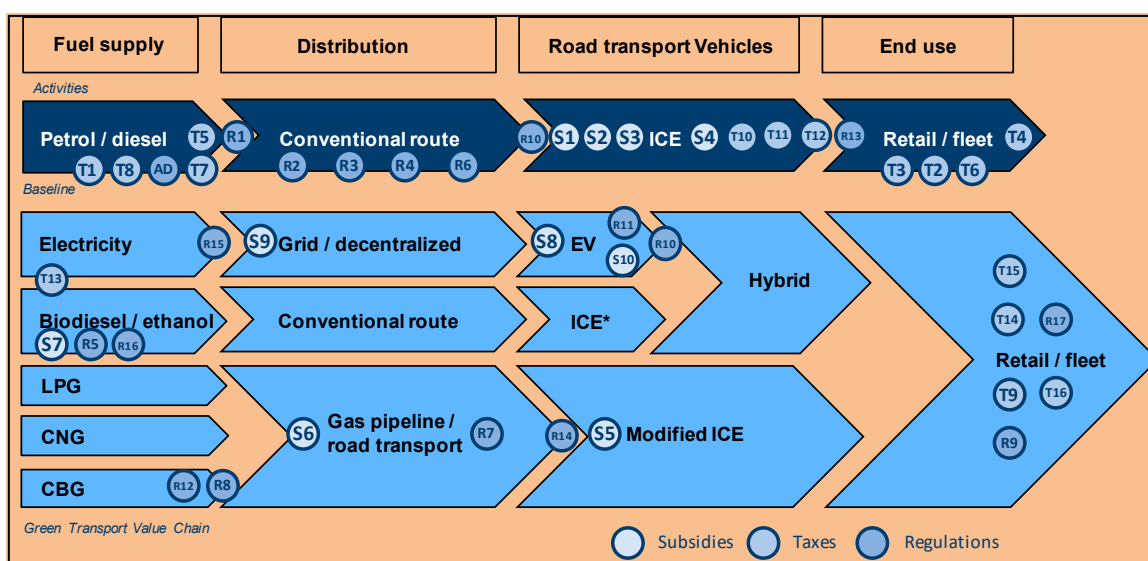 Fuel supply
Distribution
Road transport Vehicles
End use
Activities
Petrol / diesel
T5
R1
Conventional route
R10
S1
S2
S3
ICE
S4
T10
T11
T12
R13
Retail / fleet
T4
T1
T8
AD
T7
R2
R3
R4
R6
T3
T2
T6
Baseline
Electricity
R15
S9
Grid / decentralized
S8
EV
R11
S10
R10
T13
Hybrid
Biodiesel / ethanol
S7
R5
R16
Conventional route
ICE*
T15
T14
R17
Retail / fleet
T9
T16
R9
LPG
CNG
CBG
R12
R8
S6
Gas pipeline /
road transport
R7
R14
S5
Modified ICE
Green Transport Value Chain
Subsidies
Taxes
Regulations